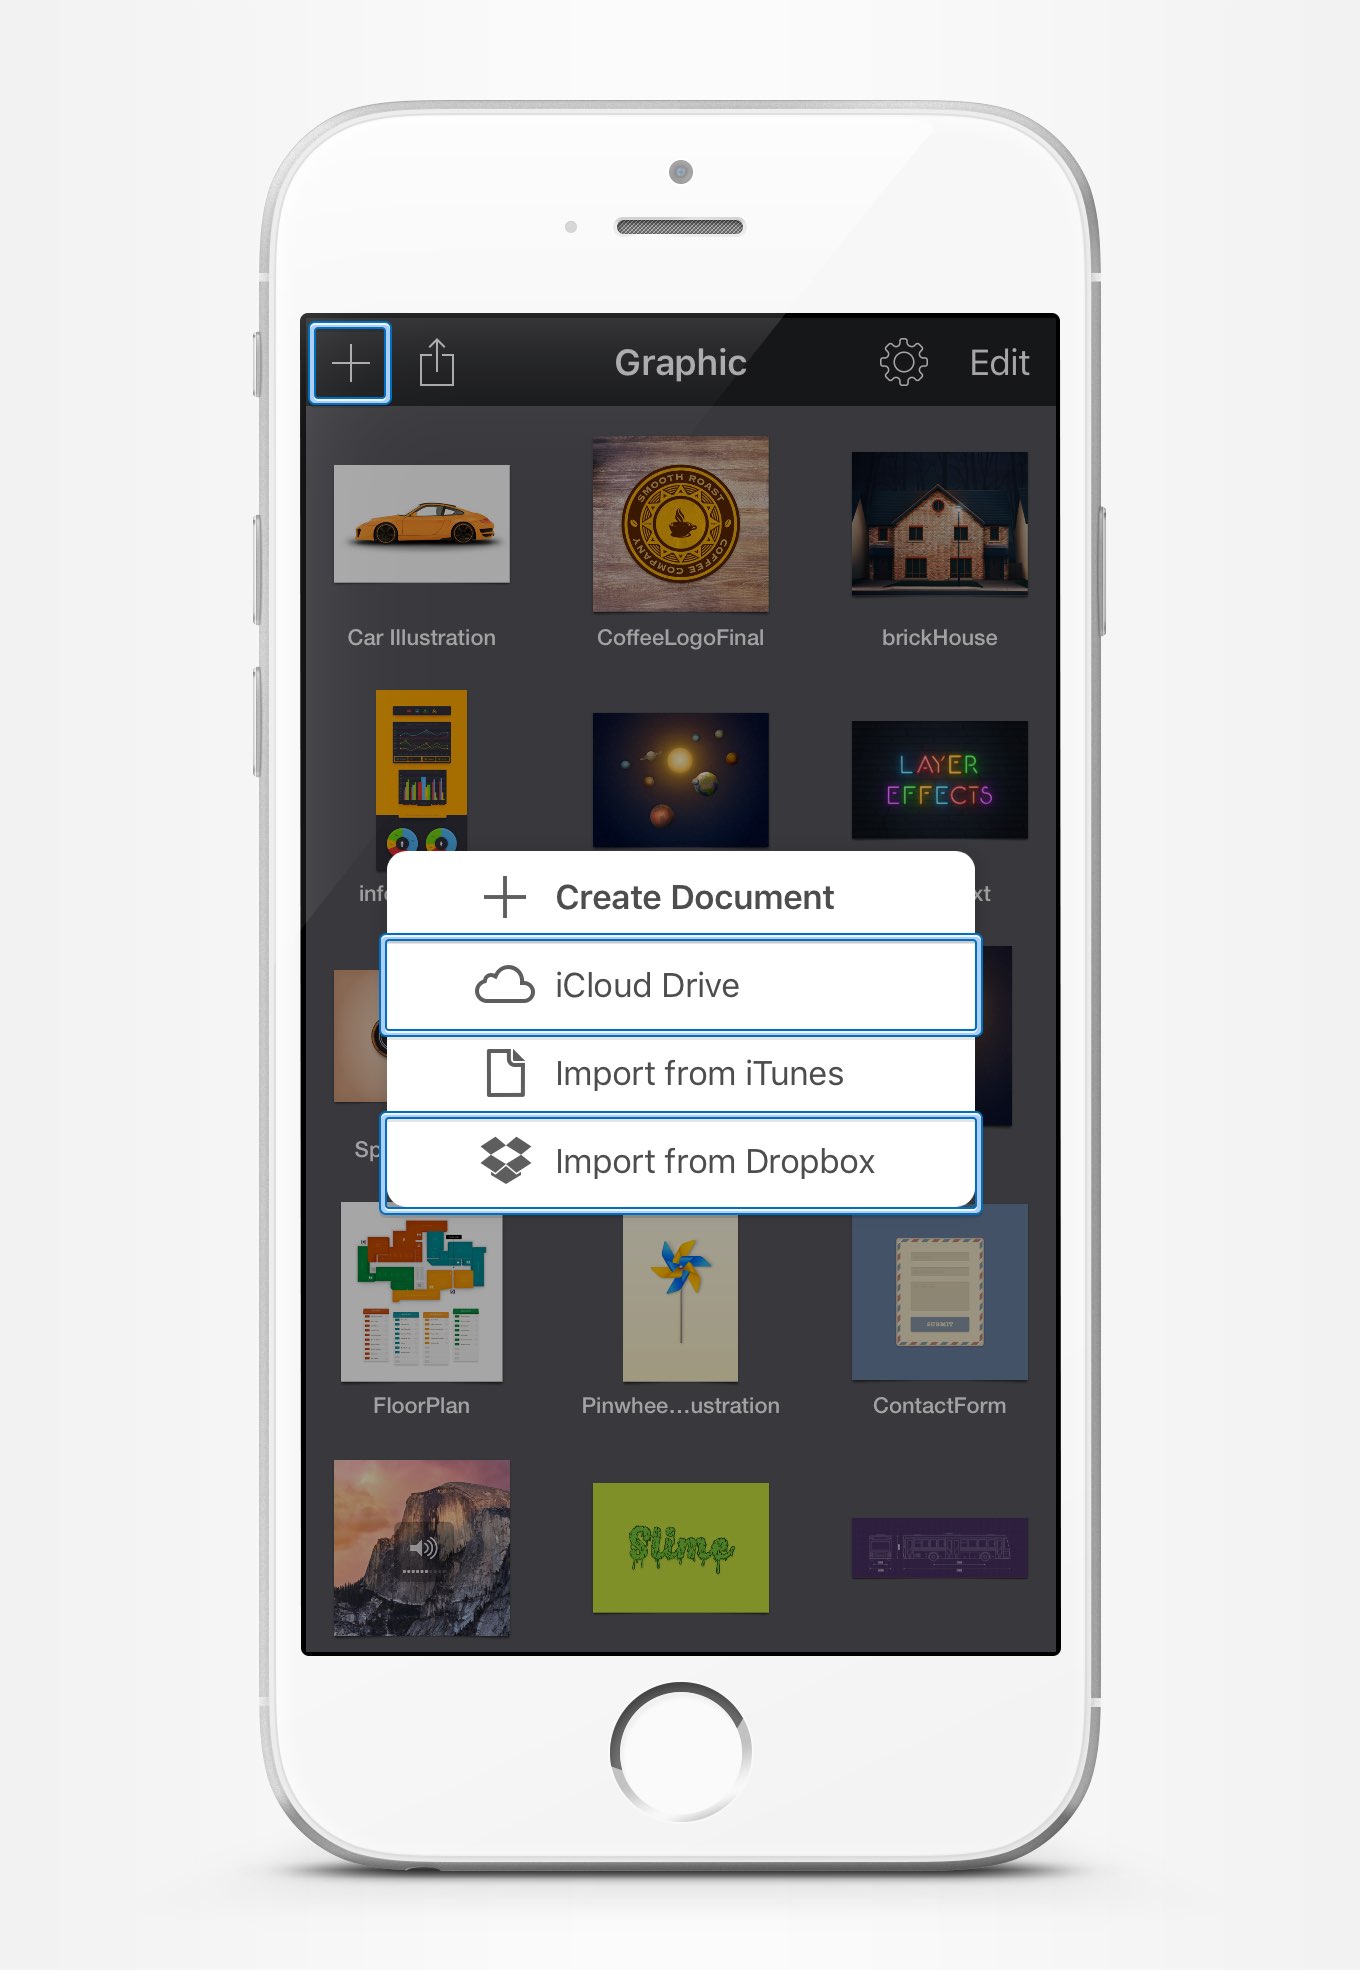 Graphic
Edit
SMOOTH ROAST
COFFEE COMPANY
Car Illustration
CoffeeLogoFinal
brickHouse
LAYER
EFFECTS
inf
xt
Create Document
iCloud Drive
Import from iTunes
Sp
Import from Dropbox
SUBMIT
FloorPlan
Pinwhee...ustration
ContactForm
Slime